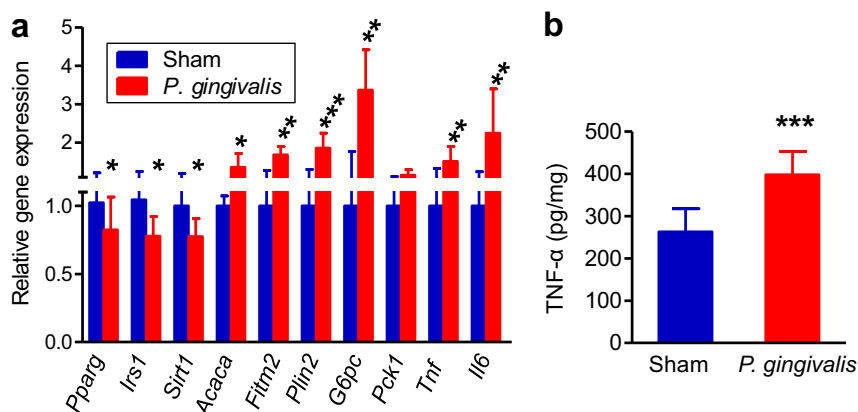 a
Relative gene expression
5
4
3
2
1.0
0.5
0.0
Sham
P. gingivalis
*
*
*
*
**
***
**
**
**
Pparg
Irs1
Sirt1
Acaca
Fitm2
Plin2
G6pc
Pck1
Tnf
Il6
b
TNF-α (pg/mg)
500
400
300
200
100
0
***
Sham
P. gingivalis